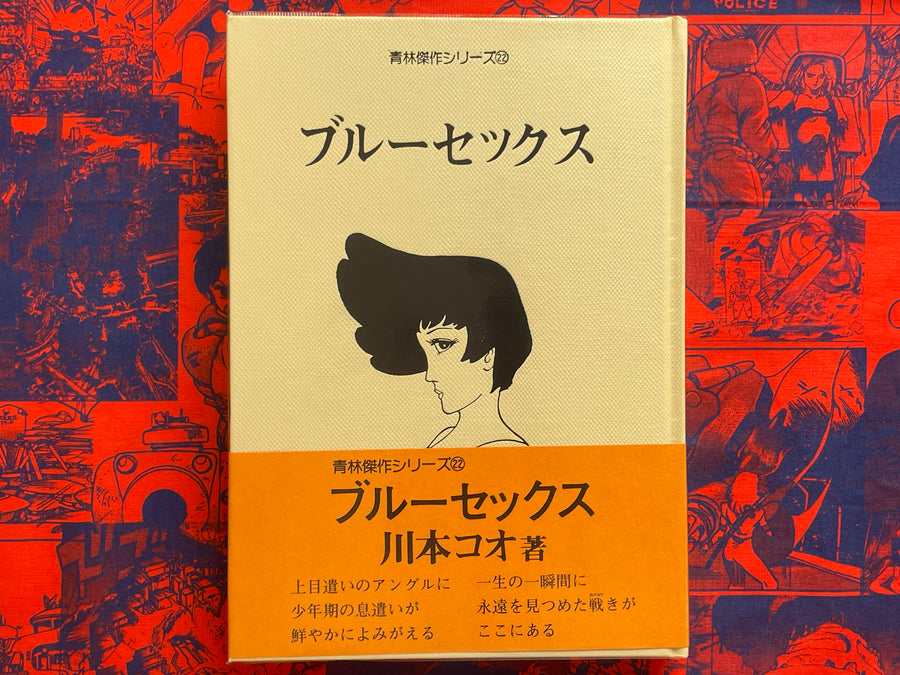 青林傑作シリーズ㉒
ブルーセックス
青林傑作シリーズ㉒
ブルーセックス
川本コオ著
上目遣いのアングルに
少年期の息遣いが
鮮やかによみがえる
一生の一瞬間に
永遠を見つめた戦きが
ここにある
POLICE